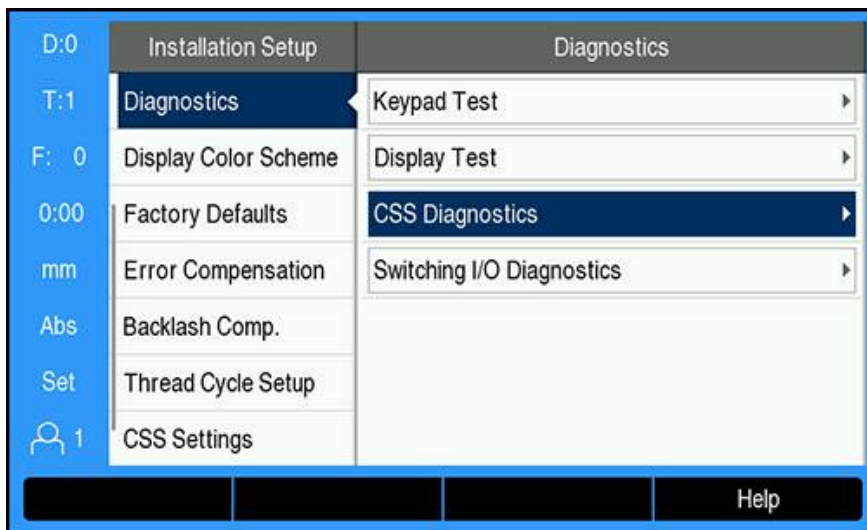 D:0
T:1
F: 0
0:00
mm
Abs
Set
1
Installation Setup
Diagnostics
Display Color Scheme
Factory Defaults
Error Compensation
Backlash Comp.
Thread Cycle Setup
CSS Settings
Diagnostics
Keypad Test
Display Test
CSS Diagnostics
Switching I/O Diagnostics
Help